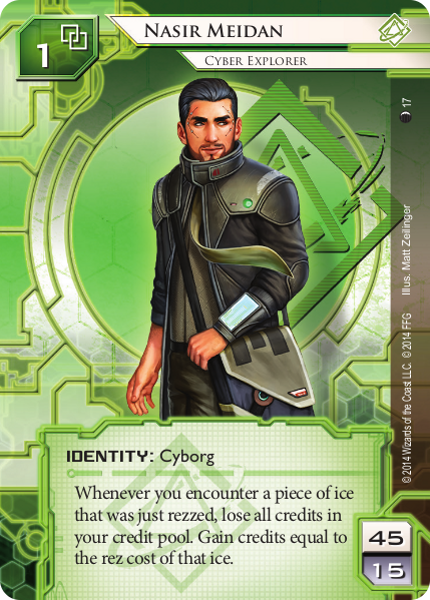 1
NASIR MEIDAN
CYBER EXPLORER
17
© 2014 Wizards of the Coast LLC. © 2014 FFG Illus. Matt Zeilinger
IDENTITY: Cyborg
Whenever you encounter a piece of ice
that was just rezzed, lose all credits in
your credit pool. Gain credits equal to
the rez cost of that ice.
45
15